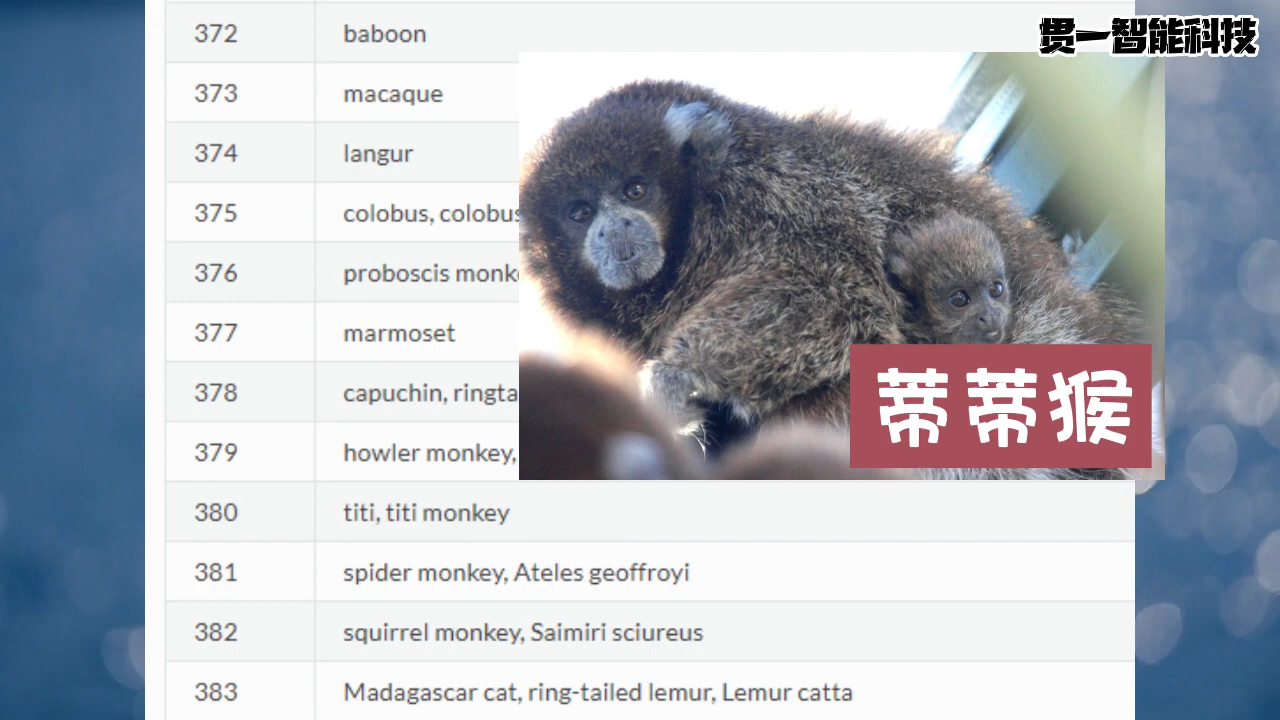 贯一智能科技
372 baboon
373 macaque
374 langur
375 colobus, colobus
376 proboscis
377 marmoset
378 capuchin,
379 howler monkey,
蒂蒂猴
380 titi, titi monkey
381 spider monkey, Ateles geoffroyi
382 squirrel monkey, Saimiri sciureus
383 Madagascar cat, ring-tailed lemur, Lemur catta